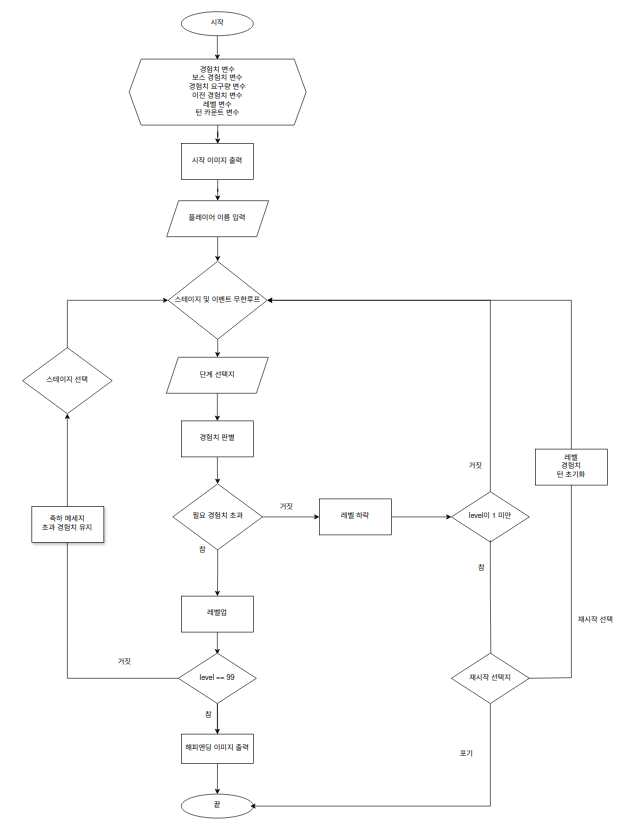 시작
경험치 변수
보스 경험치 변수
경험치 요구량 변수
이전 경험치 변수
레벨 변수
턴 카운트 변수
시작 이미지 출력
플레이어 이름 입력
스테이지 및 이벤트 무한루프
단계 선택지
스테이지 선택
경험치 판별
레벨
경험치
턴 초기화
거짓
필요 경험치 초과
거짓
레벨 하락
level이 1 미만
축하 메세지
초과 경험치 유지
참
참
레벨업
재시작 선택
거짓
level == 99
재시작 선택지
참
해피엔딩 이미지 출력
포기
끝